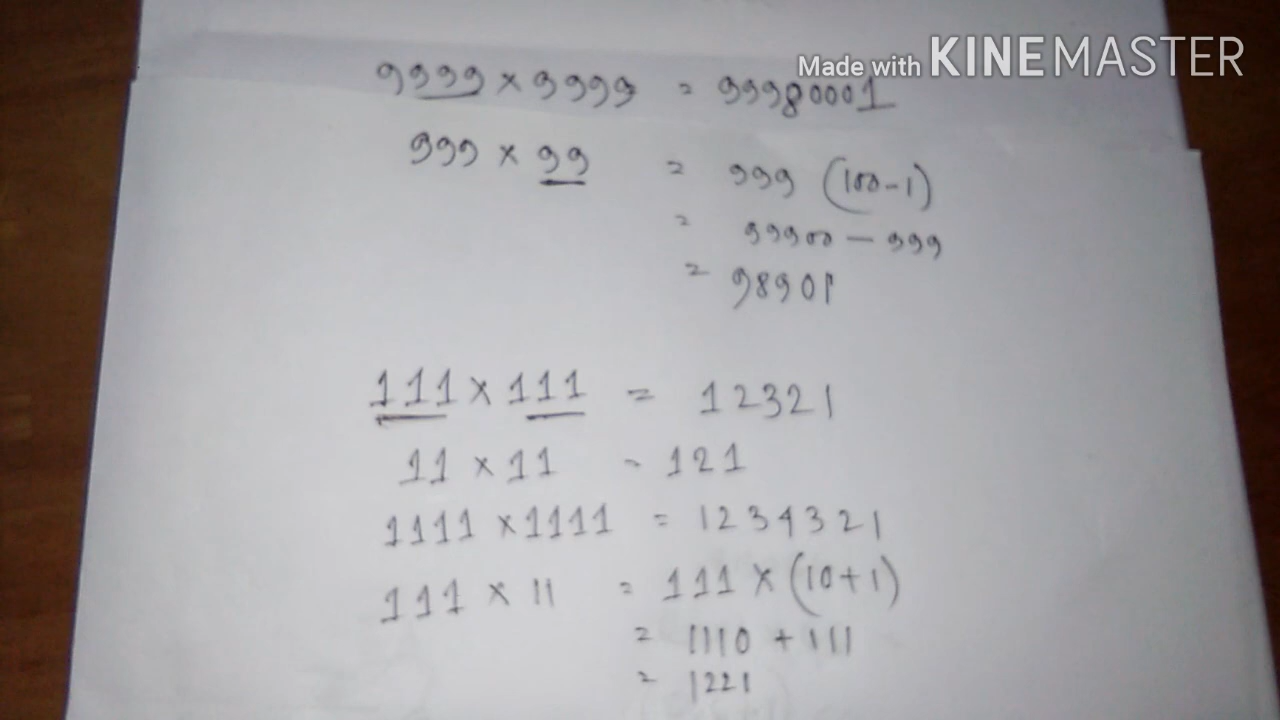 Made with KINEMASTER
9999 × 9999 = 99980001
999 × 99 = 999 (100-1)
= 99900 - 999
= 98901
111 × 111 = 12321
11 × 11 = 121
1111 × 1111 = 1234321
111 × 11 = 111 × (10+1)
= 1110 + 111
= 1221